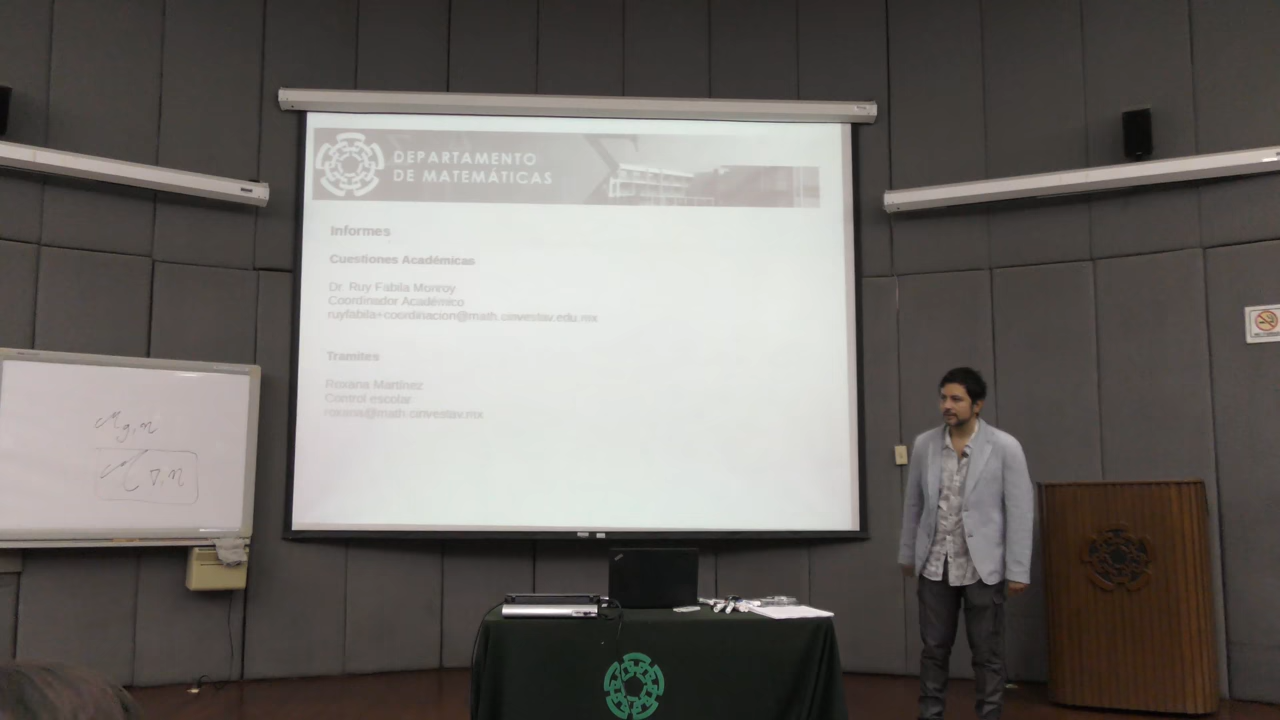 DEPARTAMENTO
DE MATEMÁTICAS
Informes
Cuestiones Académicas
Dr. Ruy Fabila Monroy
Coordinador Académico
ruyfabila+coordinacion@math.cinvestav.edu.mx
Tramites
Roxana Martínez
Control escolar
roxana@math.cinvestav.mx